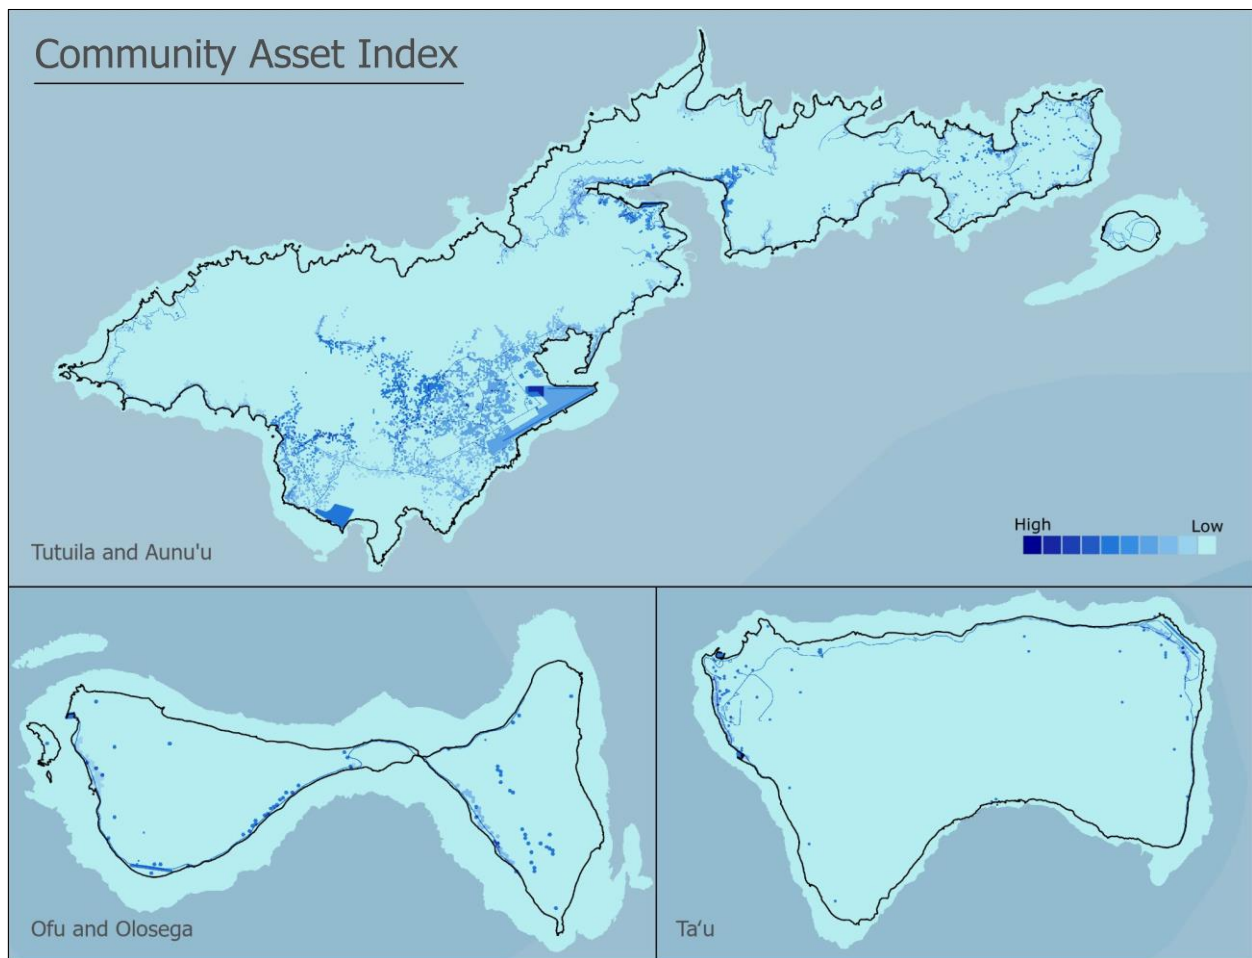 Community Asset Index
High Low
Tutuila and Aunu'u
Ofu and Olosega
Ta‘u